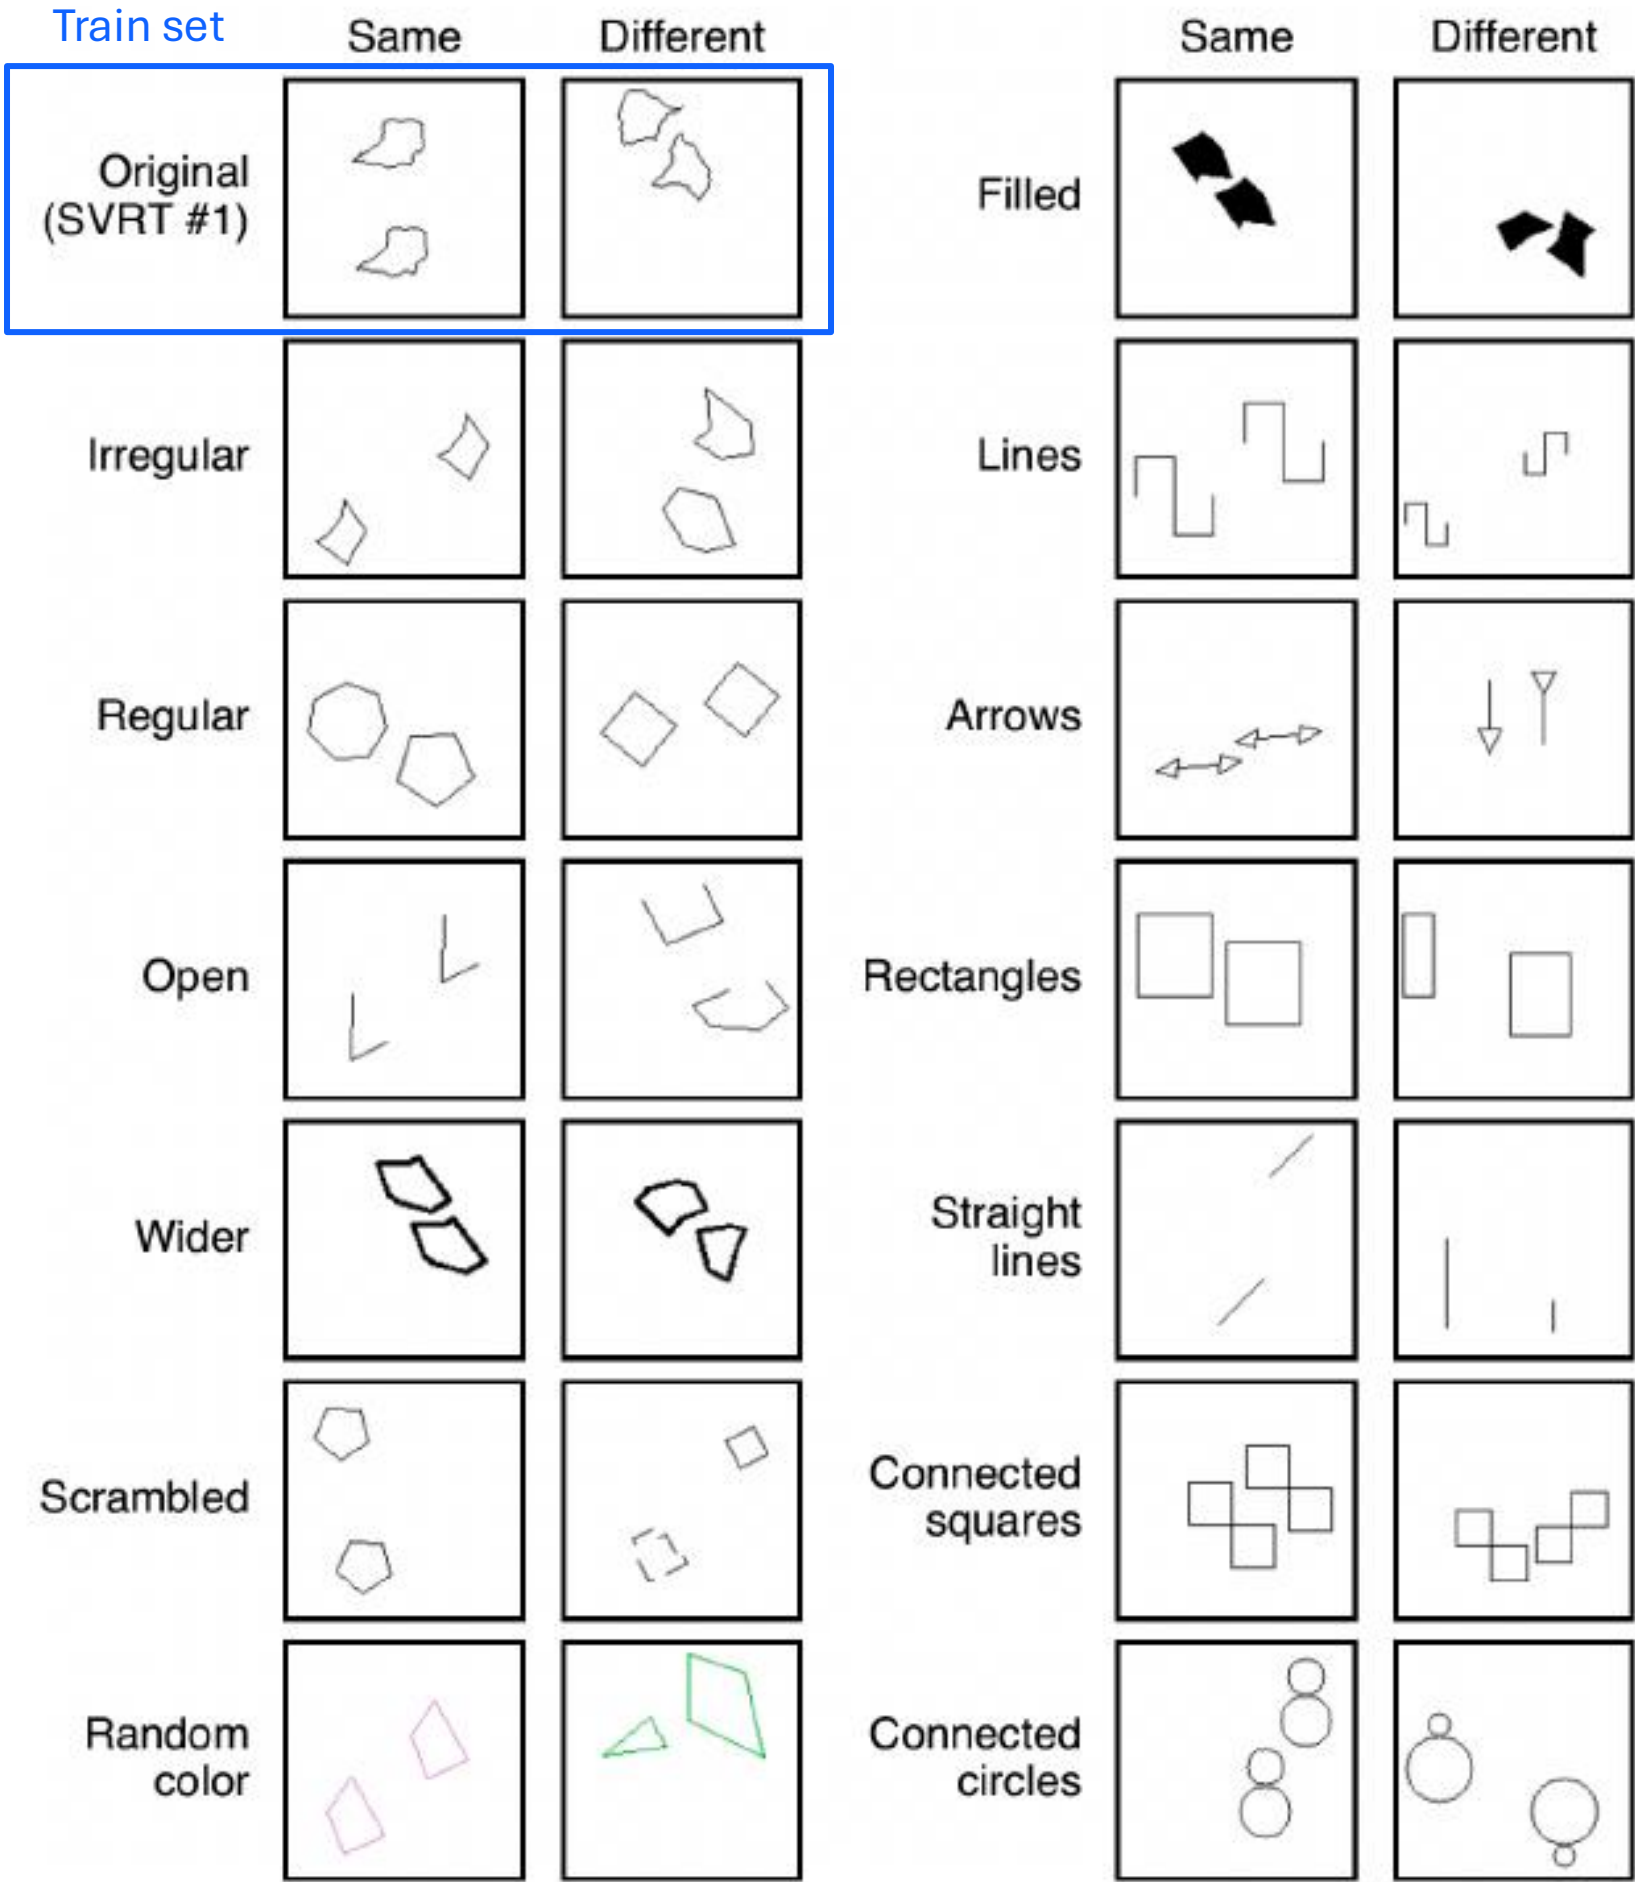 Train set
Same Different
Same Different
Original
(SVRT #1)
Irregular
Regular
Open
Wider
Scrambled
Random
color
Filled
Lines
Arrows
Rectangles
Straight
lines
Connected
squares
Connected
circles